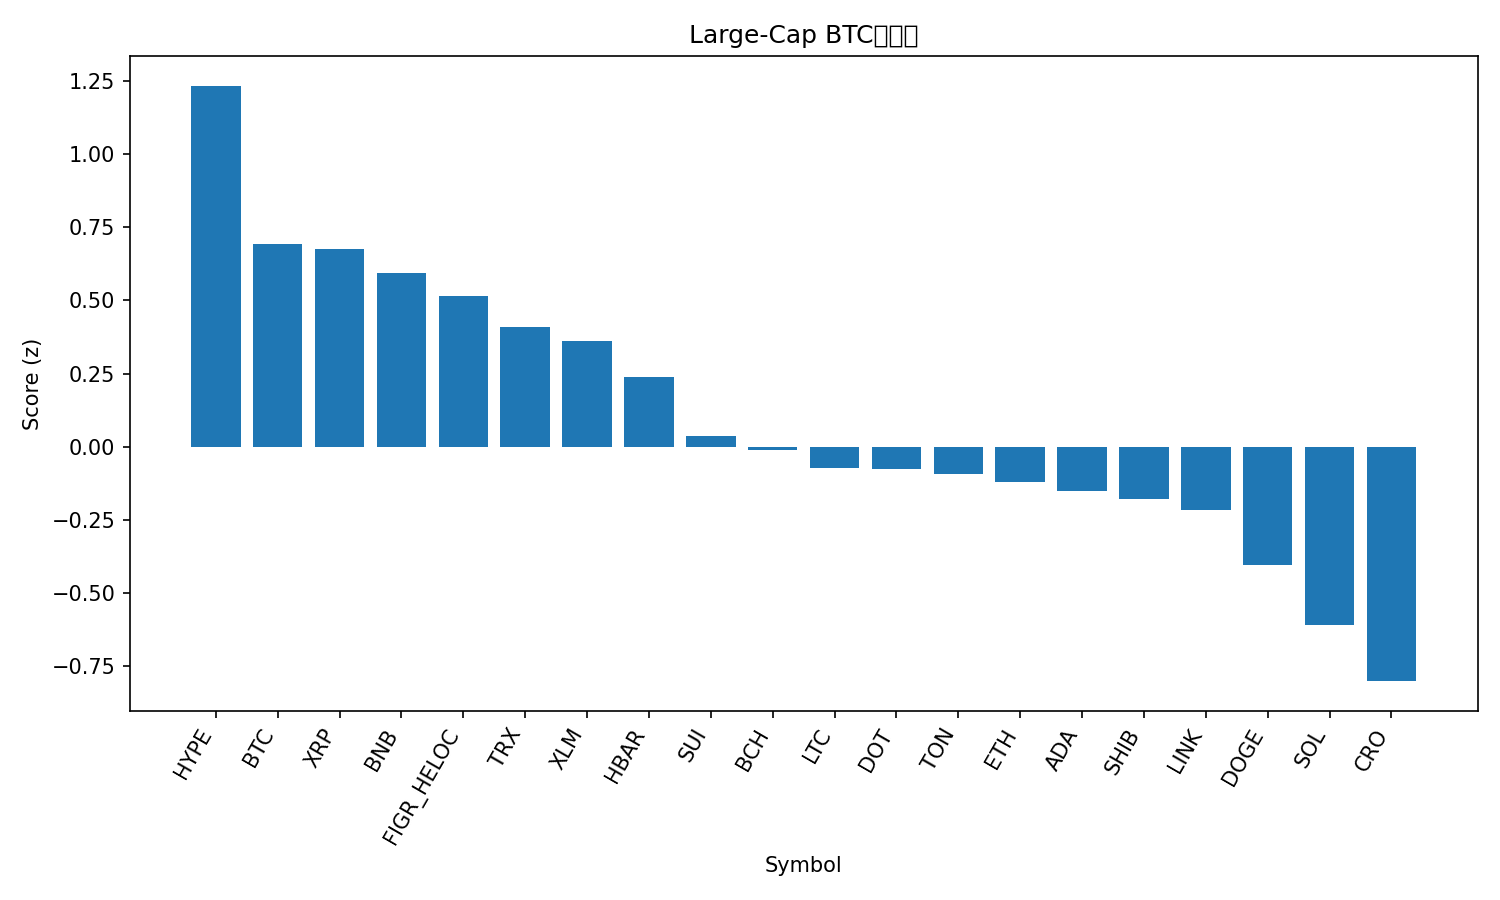 Large-Cap BTC
1.25
1.00
0.75
0.50
0.25
0.00
−0.25
−0.50
−0.75
Score (z)
HYPE
BTC
XRP
BNB
FIGR_HELOC
TRX
XLM
HBAR
SUI
BCH
LTC
DOT
TON
ETH
ADA
SHIB
LINK
DOGE
SOL
CRO
Symbol